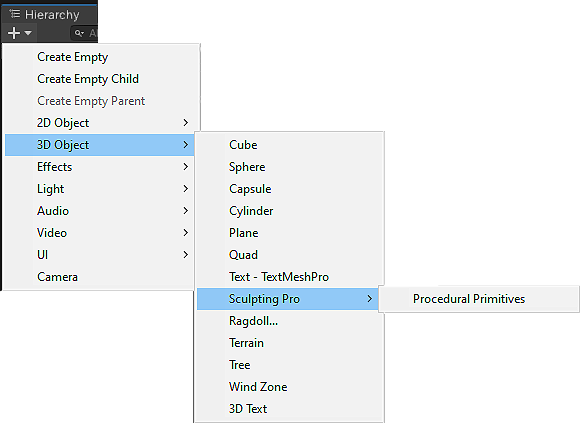 Hierarchy
Create Empty
Create Empty Child
Create Empty Parent
2D Object
3D Object
Effects
Light
Audio
Video
UI
Camera
Cube
Sphere
Capsule
Cylinder
Plane
Quad
Text - TextMeshPro
Sculpting Pro
Ragdoll...
Terrain
Tree
Wind Zone
3D Text
Procedural Primitives